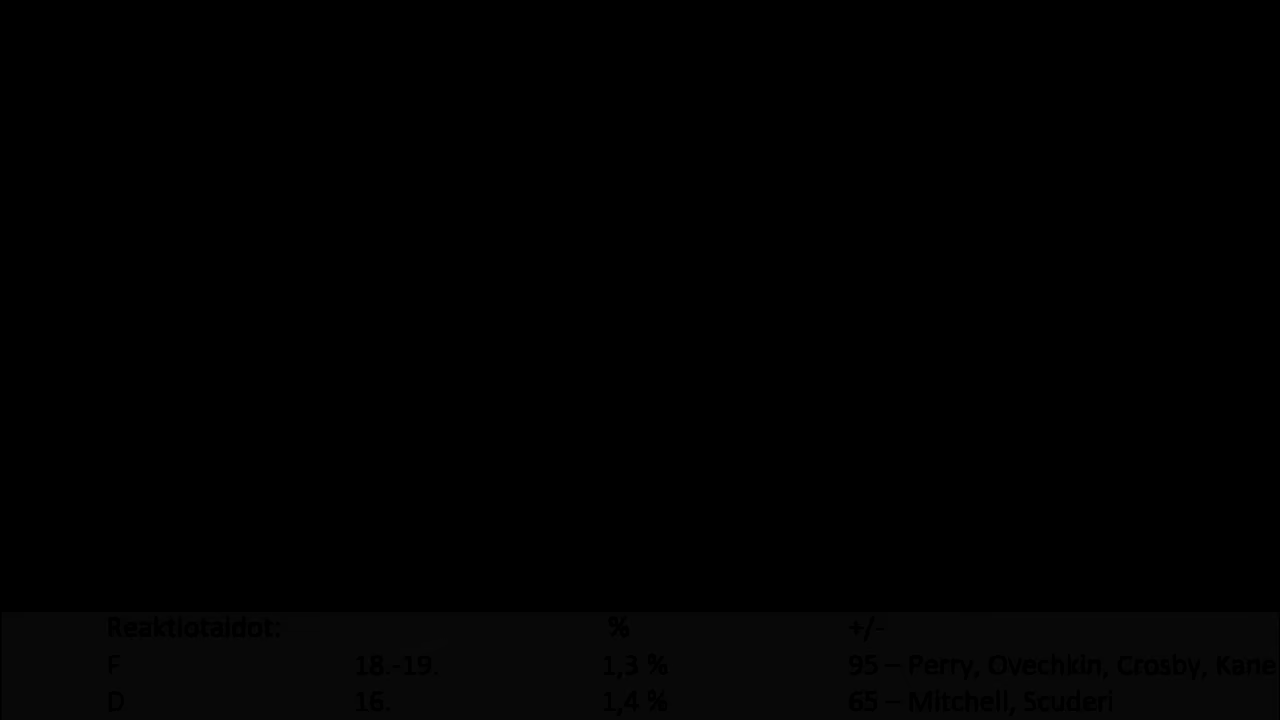 Reaktiotaidot: % +/-
F 18.-19. 1,3 % 95 – Perry, Ovechkin, Crosby, Kane
D 16. 1,4 % 65 – Mitchell, Scuderi